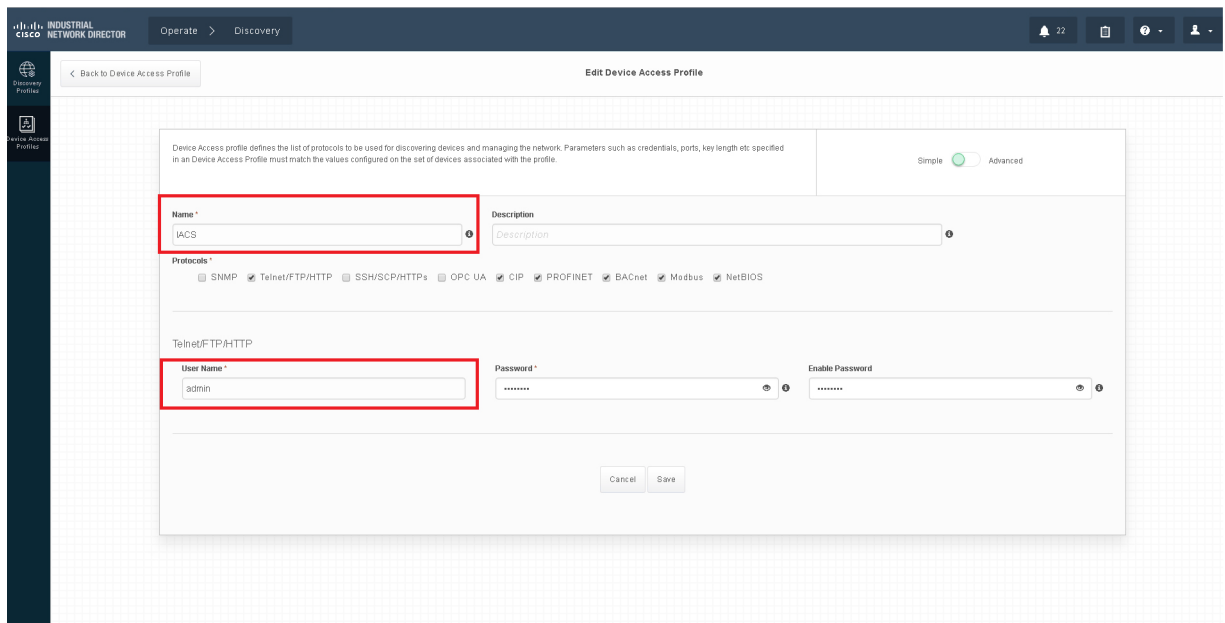 INDUSTRIAL
CISCO NETWORK DIRECTOR
Operate > Discovery
22
Discovery
Profiles
Device Access
Profiles
Back to Device Access Profile
Edit Device Access Profile
Device Access profile defines the list of protocols to be used for discovering devices and managing the network. Parameters such as credentials, ports, key length etc specified
in an Device Access Profile must match the values configured on the set of devices associated with the profile.
Simple Advanced
Name * Description
IACS Description
Protocols *
SNMP Telnet/FTP/HTTP SSH/SCP/HTTPs OPC UA CIP PROFINET BACnet Modbus NetBIOS
Telnet/FTP/HTTP
User Name * Password * Enable Password
admin •••••••• ••••••••
Cancel Save